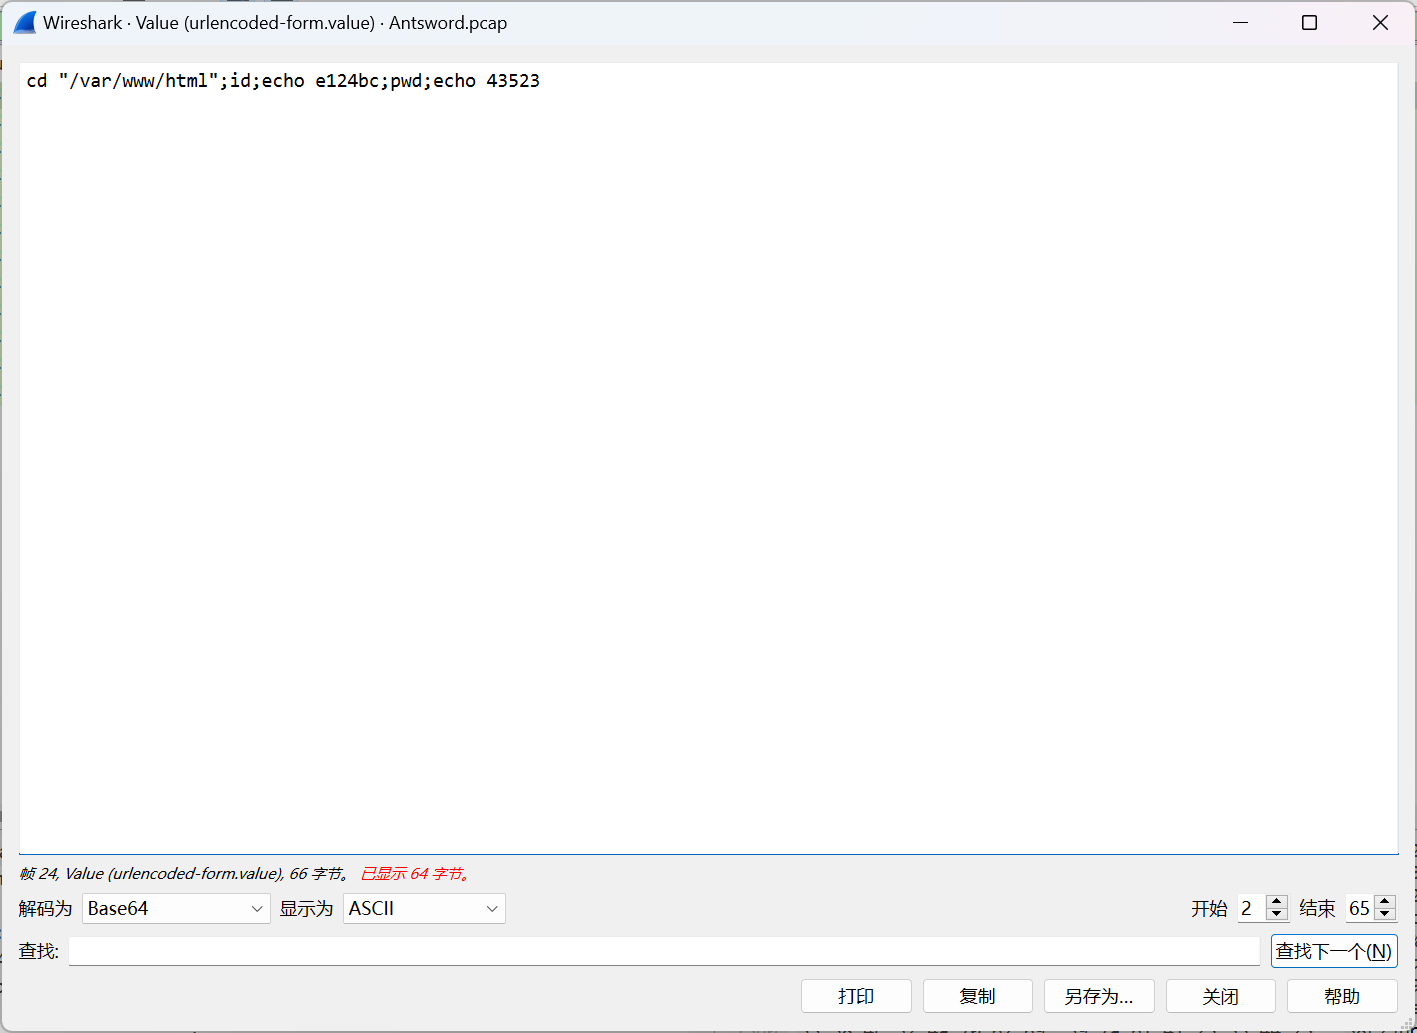 Wireshark · Value (urlencoded-form.value) · Antsword.pcap
cd "/var/www/html";id;echo e124bc;pwd;echo 43523
帧 24, Value (urlencoded-form.value), 66 字节。 已显示 64 字节。
解码为 Base64 显示为 ASCII 开始 2 结束 65
查找: 查找下一个(N)
打印 复制 另存为... 关闭 帮助